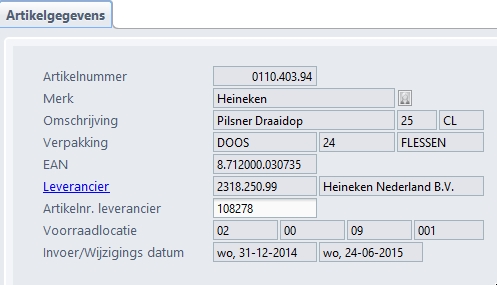 Artikelgegevens
Artikelnummer 0110.403.94
Merk Heineken
Omschrijving Pilsner Draaidop 25 CL
Verpakking DOOS 24 FLESSEN
EAN 8.712000.030735
Leverancier 2318.250.99 Heineken Nederland B.V.
Artikelnr. leverancier 108278
Voorraadlocatie 02 00 09 001
Invoer/Wijzigings datum wo, 31-12-2014 wo, 24-06-2015